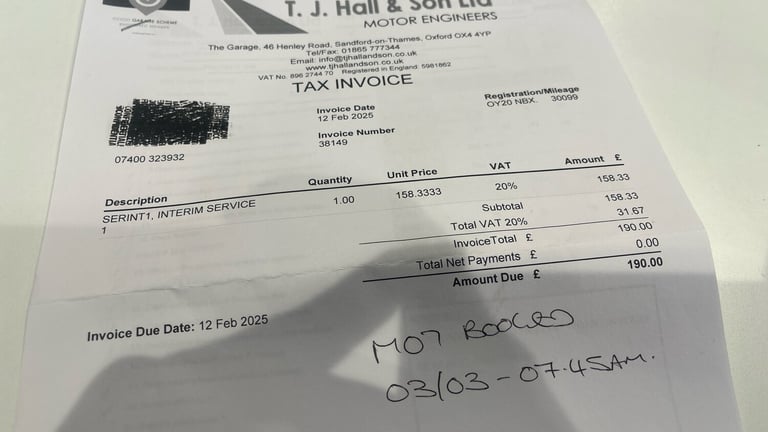 T. J. Hall & Son Ltd
MOTOR ENGINEERS
The Garage, 46 Henley Road, Sandford-on-Thames, Oxford OX4 4YP
Tel/Fax: 01865 777344
Email: info@tjhallandson.co.uk
www.tjhallandson.co.uk
VAT No. 896 2744 70 Registered in England: 5981862
TAX INVOICE
Invoice Date
12 Feb 2025
Invoice Number
38149
Registration/Mileage
OY20 NBX. 30099
07400 323932
Description Quantity Unit Price VAT Amount £
SERINT1, INTERIM SERVICE 1.00 158.3333 20% 158.33
1
Subtotal 158.33
Total VAT 20% 31.67
InvoiceTotal £ 190.00
Total Net Payments £ 0.00
Amount Due £ 190.00
Invoice Due Date: 12 Feb 2025
MOT BOOKED
03/03 - 07.45AM.